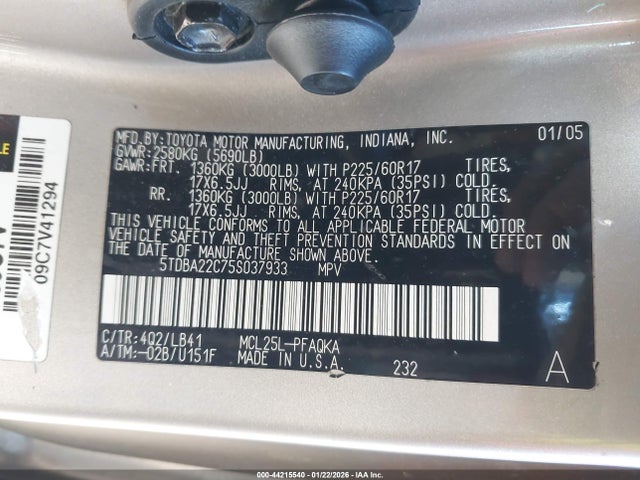 MFD.BY:TOYOTA MOTOR MANUFACTURING, INDIANA, INC. 01/05
GVWR:2580KG (5690LB)
GAWR:FRT. 1360KG (3000LB) WITH P225/60R17 TIRES,
17X6.5JJ RIMS, AT 240KPA (35PSI) COLD.
RR. 1360KG (3000LB) WITH P225/60R17 TIRES,
17X6.5JJ RIMS, AT 240KPA (35PSI) COLD.
THIS VEHICLE CONFORMS TO ALL APPLICABLE FEDERAL MOTOR
VEHICLE SAFETY AND THEFT PREVENTION STANDARDS IN EFFECT
ON THE DATE OF MANUFACTURE SHOWN ABOVE.
5TDBA22C75S037933 MPV
C/TR:4Q2/LB41 MCL25L-PFAQKA
A/TM:-02B/U151F MADE IN U.S.A. 232 A
09C7V41294
000-44215540 - 01/22/2026 - IAA Inc.